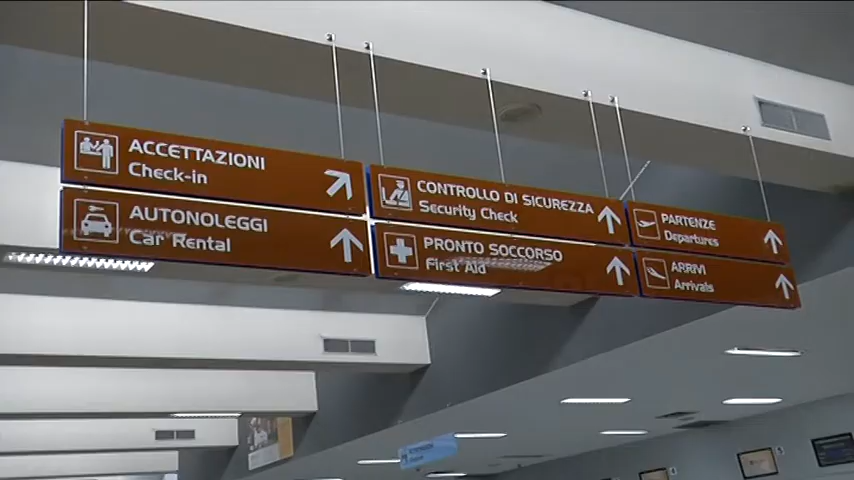 ACCETTAZIONI
Check-in
AUTONOLEGGI
Car Rental
CONTROLLO DI SICUREZZA
Security Check
PRONTO SOCCORSO
First Aid
PARTENZE
Departures
ARRIVI
Arrivals